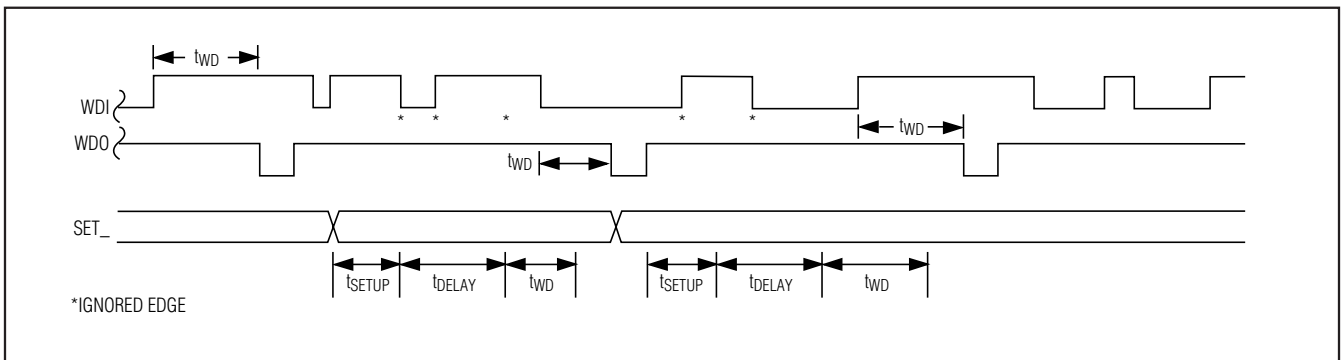 tWD
WDI
* * * * *
tWD
WDO
tWD
SET_
tSETUP tDELAY tWD tSETUP tDELAY tWD
*IGNORED EDGE